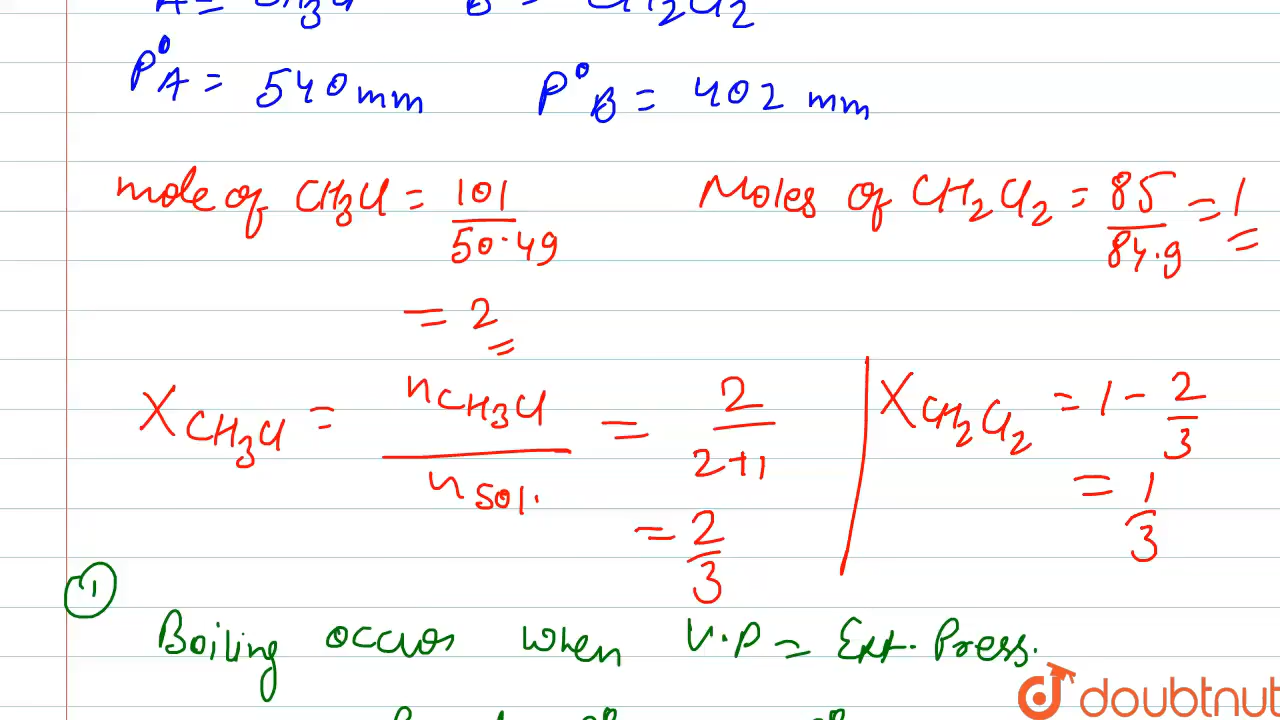 A = CH3Cl B = CH2Cl2
P°A = 540 mm P°B = 402 mm
mole of CH3Cl = 101/50.49 Moles of CH2Cl2 = 85/84.9 = 1
= 2
XCH3Cl = nCH3Cl/nsol. = 2/2+1 XCH2Cl2 = 1 - 2/3
= 2/3 = 1/3
1
Boiling occurs when V.P = Ext. Press.
doubtnut